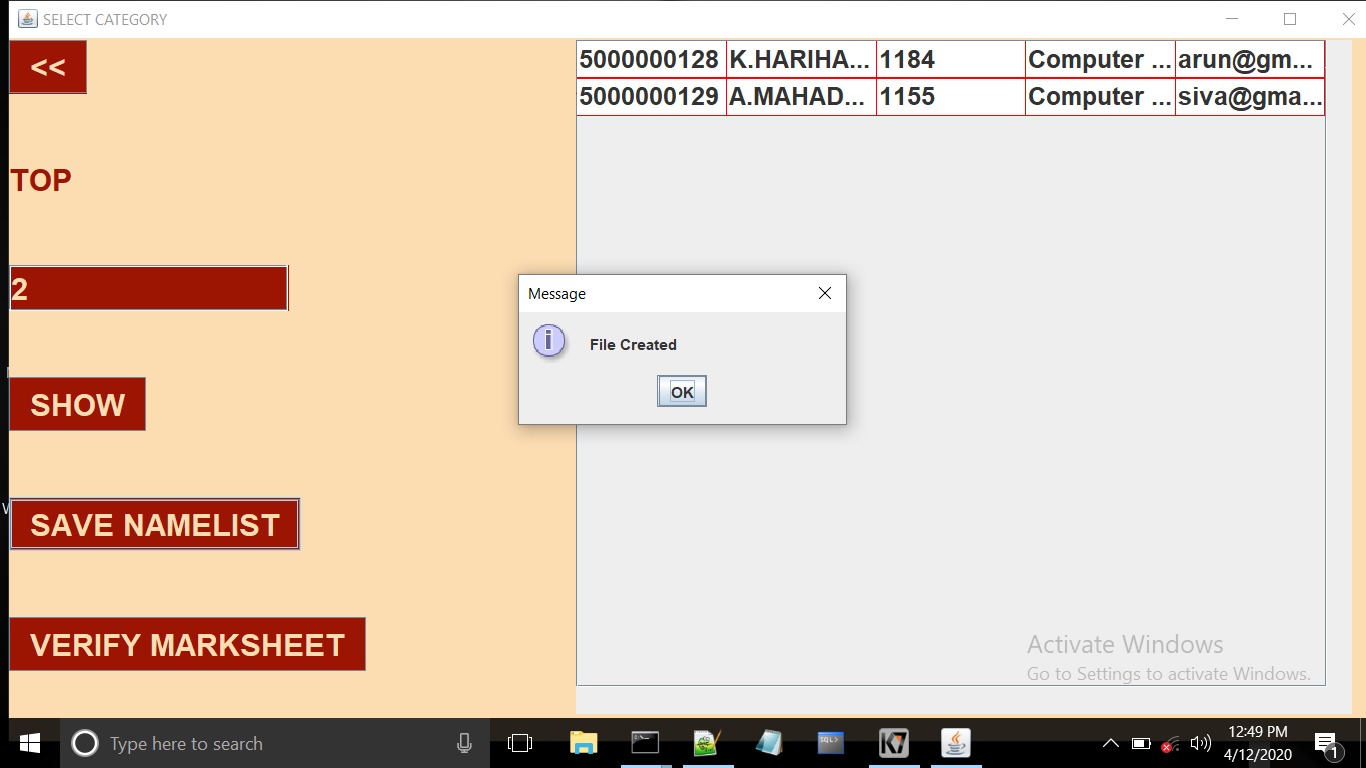 SELECT CATEGORY
<<
TOP
2
SHOW
SAVE NAMELIST
VERIFY MARKSHEET
5000000128 K.HARIHA... 1184 Computer ... arun@gm...
5000000129 A.MAHAD... 1155 Computer ... siva@gma...
Message
i
File Created
OK
Activate Windows
Go to Settings to activate Windows.
Type here to search
SQL>
K7
12:49 PM
4/12/2020
1